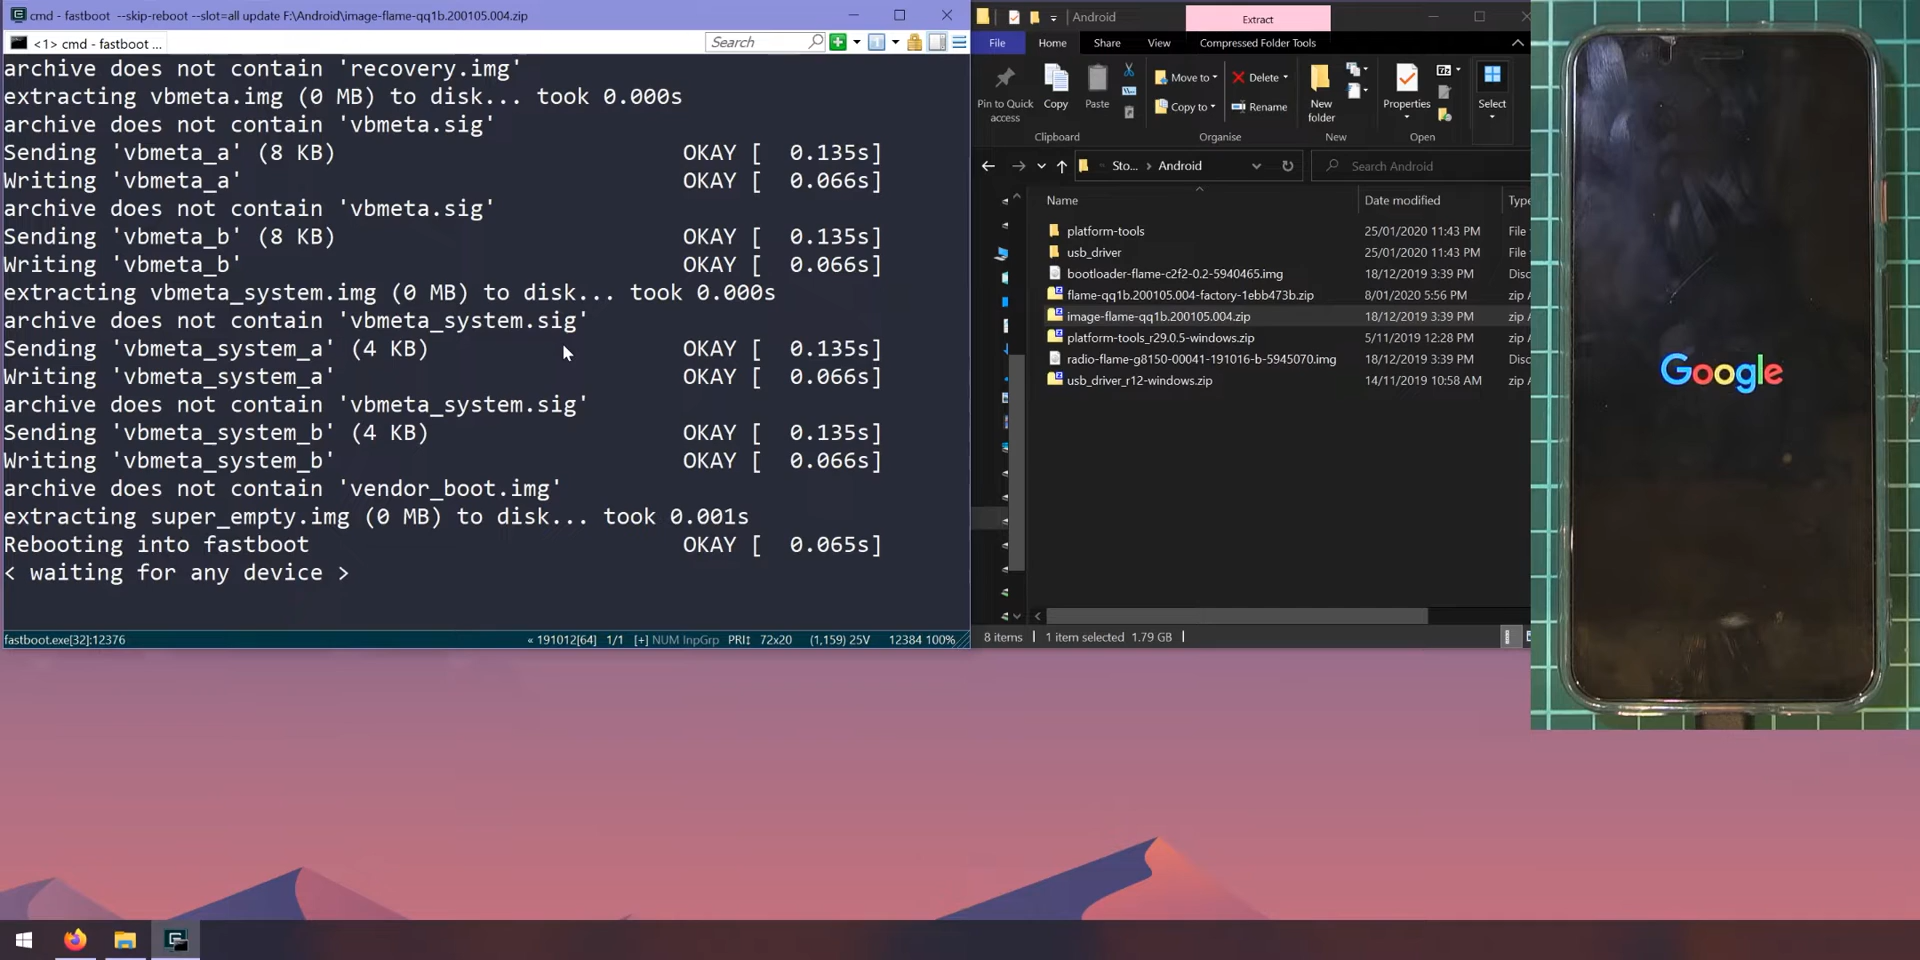 cmd - fastboot --skip-reboot --slot=all update F:\Android\image-flame-qq1b.200105.004.zip
<1> cmd - fastboot ...
Search
archive does not contain 'recovery.img'
extracting vbmeta.img (0 MB) to disk... took 0.000s
archive does not contain 'vbmeta.sig'
Sending 'vbmeta_a' (8 KB) OKAY [ 0.135s]
Writing 'vbmeta_a' OKAY [ 0.066s]
archive does not contain 'vbmeta.sig'
Sending 'vbmeta_b' (8 KB) OKAY [ 0.135s]
Writing 'vbmeta_b' OKAY [ 0.066s]
extracting vbmeta_system.img (0 MB) to disk... took 0.000s
archive does not contain 'vbmeta_system.sig'
Sending 'vbmeta_system_a' (4 KB) OKAY [ 0.135s]
Writing 'vbmeta_system_a' OKAY [ 0.066s]
archive does not contain 'vbmeta_system.sig'
Sending 'vbmeta_system_b' (4 KB) OKAY [ 0.135s]
Writing 'vbmeta_system_b' OKAY [ 0.066s]
archive does not contain 'vendor_boot.img'
extracting super_empty.img (0 MB) to disk... took 0.001s
Rebooting into fastboot OKAY [ 0.065s]
< waiting for any device >
fastboot.exe[32]:12376 « 191012[64] 1/1 [+] NUM InpGrp PRI↕ 72x20 (1,159) 25V 12384 100%
Android
Extract
File Home Share View Compressed Folder Tools
Pin to Quick access
Copy
Paste
Move to
Copy to
Delete
Rename
New folder
Properties
Select
Clipboard Organise New Open
Sto... Android
Search Android
Name Date modified Type
platform-tools 25/01/2020 11:43 PM File
usb_driver 25/01/2020 11:43 PM File
bootloader-flame-c2f2-0.2-5940465.img 18/12/2019 3:39 PM Disc
flame-qq1b.200105.004-factory-1ebb473b.zip 8/01/2020 5:56 PM zip
image-flame-qq1b.200105.004.zip 18/12/2019 3:39 PM zip
platform-tools_r29.0.5-windows.zip 5/11/2019 12:28 PM zip
radio-flame-g8150-00041-191016-b-5945070.img 18/12/2019 3:39 PM Disc
usb_driver_r12-windows.zip 14/11/2019 10:58 AM zip
8 items 1 item selected 1.79 GB
Google